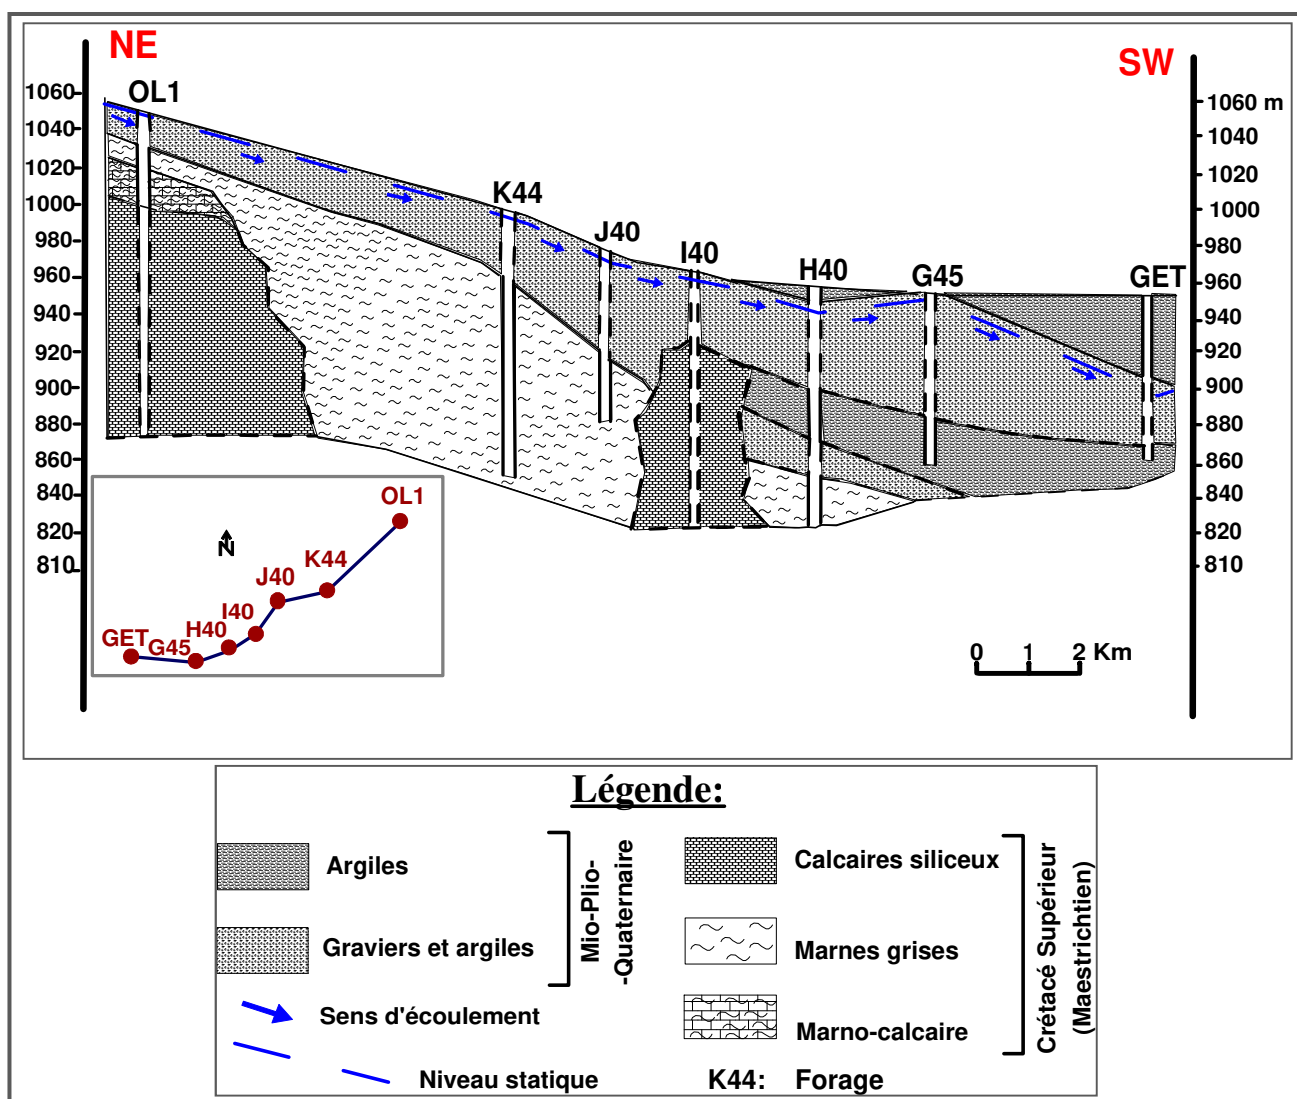 NE
SW
OL1
K44
J40
I40
H40
G45
GET
1060
1040
1020
1000
980
960
940
920
900
880
860
840
820
810
1060 m
1040
1020
1000
980
960
940
920
900
880
860
840
820
810
N
OL1
K44
J40
I40
H40
G45
GET
0 1 2 Km
Légende:
Argiles
Graviers et argiles
Mio-Plio-
-Quaternaire
Sens d'écoulement
Niveau statique
Calcaires siliceux
Marnes grises
Marno-calcaire
Crétacé Supérieur
(Maestrichtien)
K44: Forage